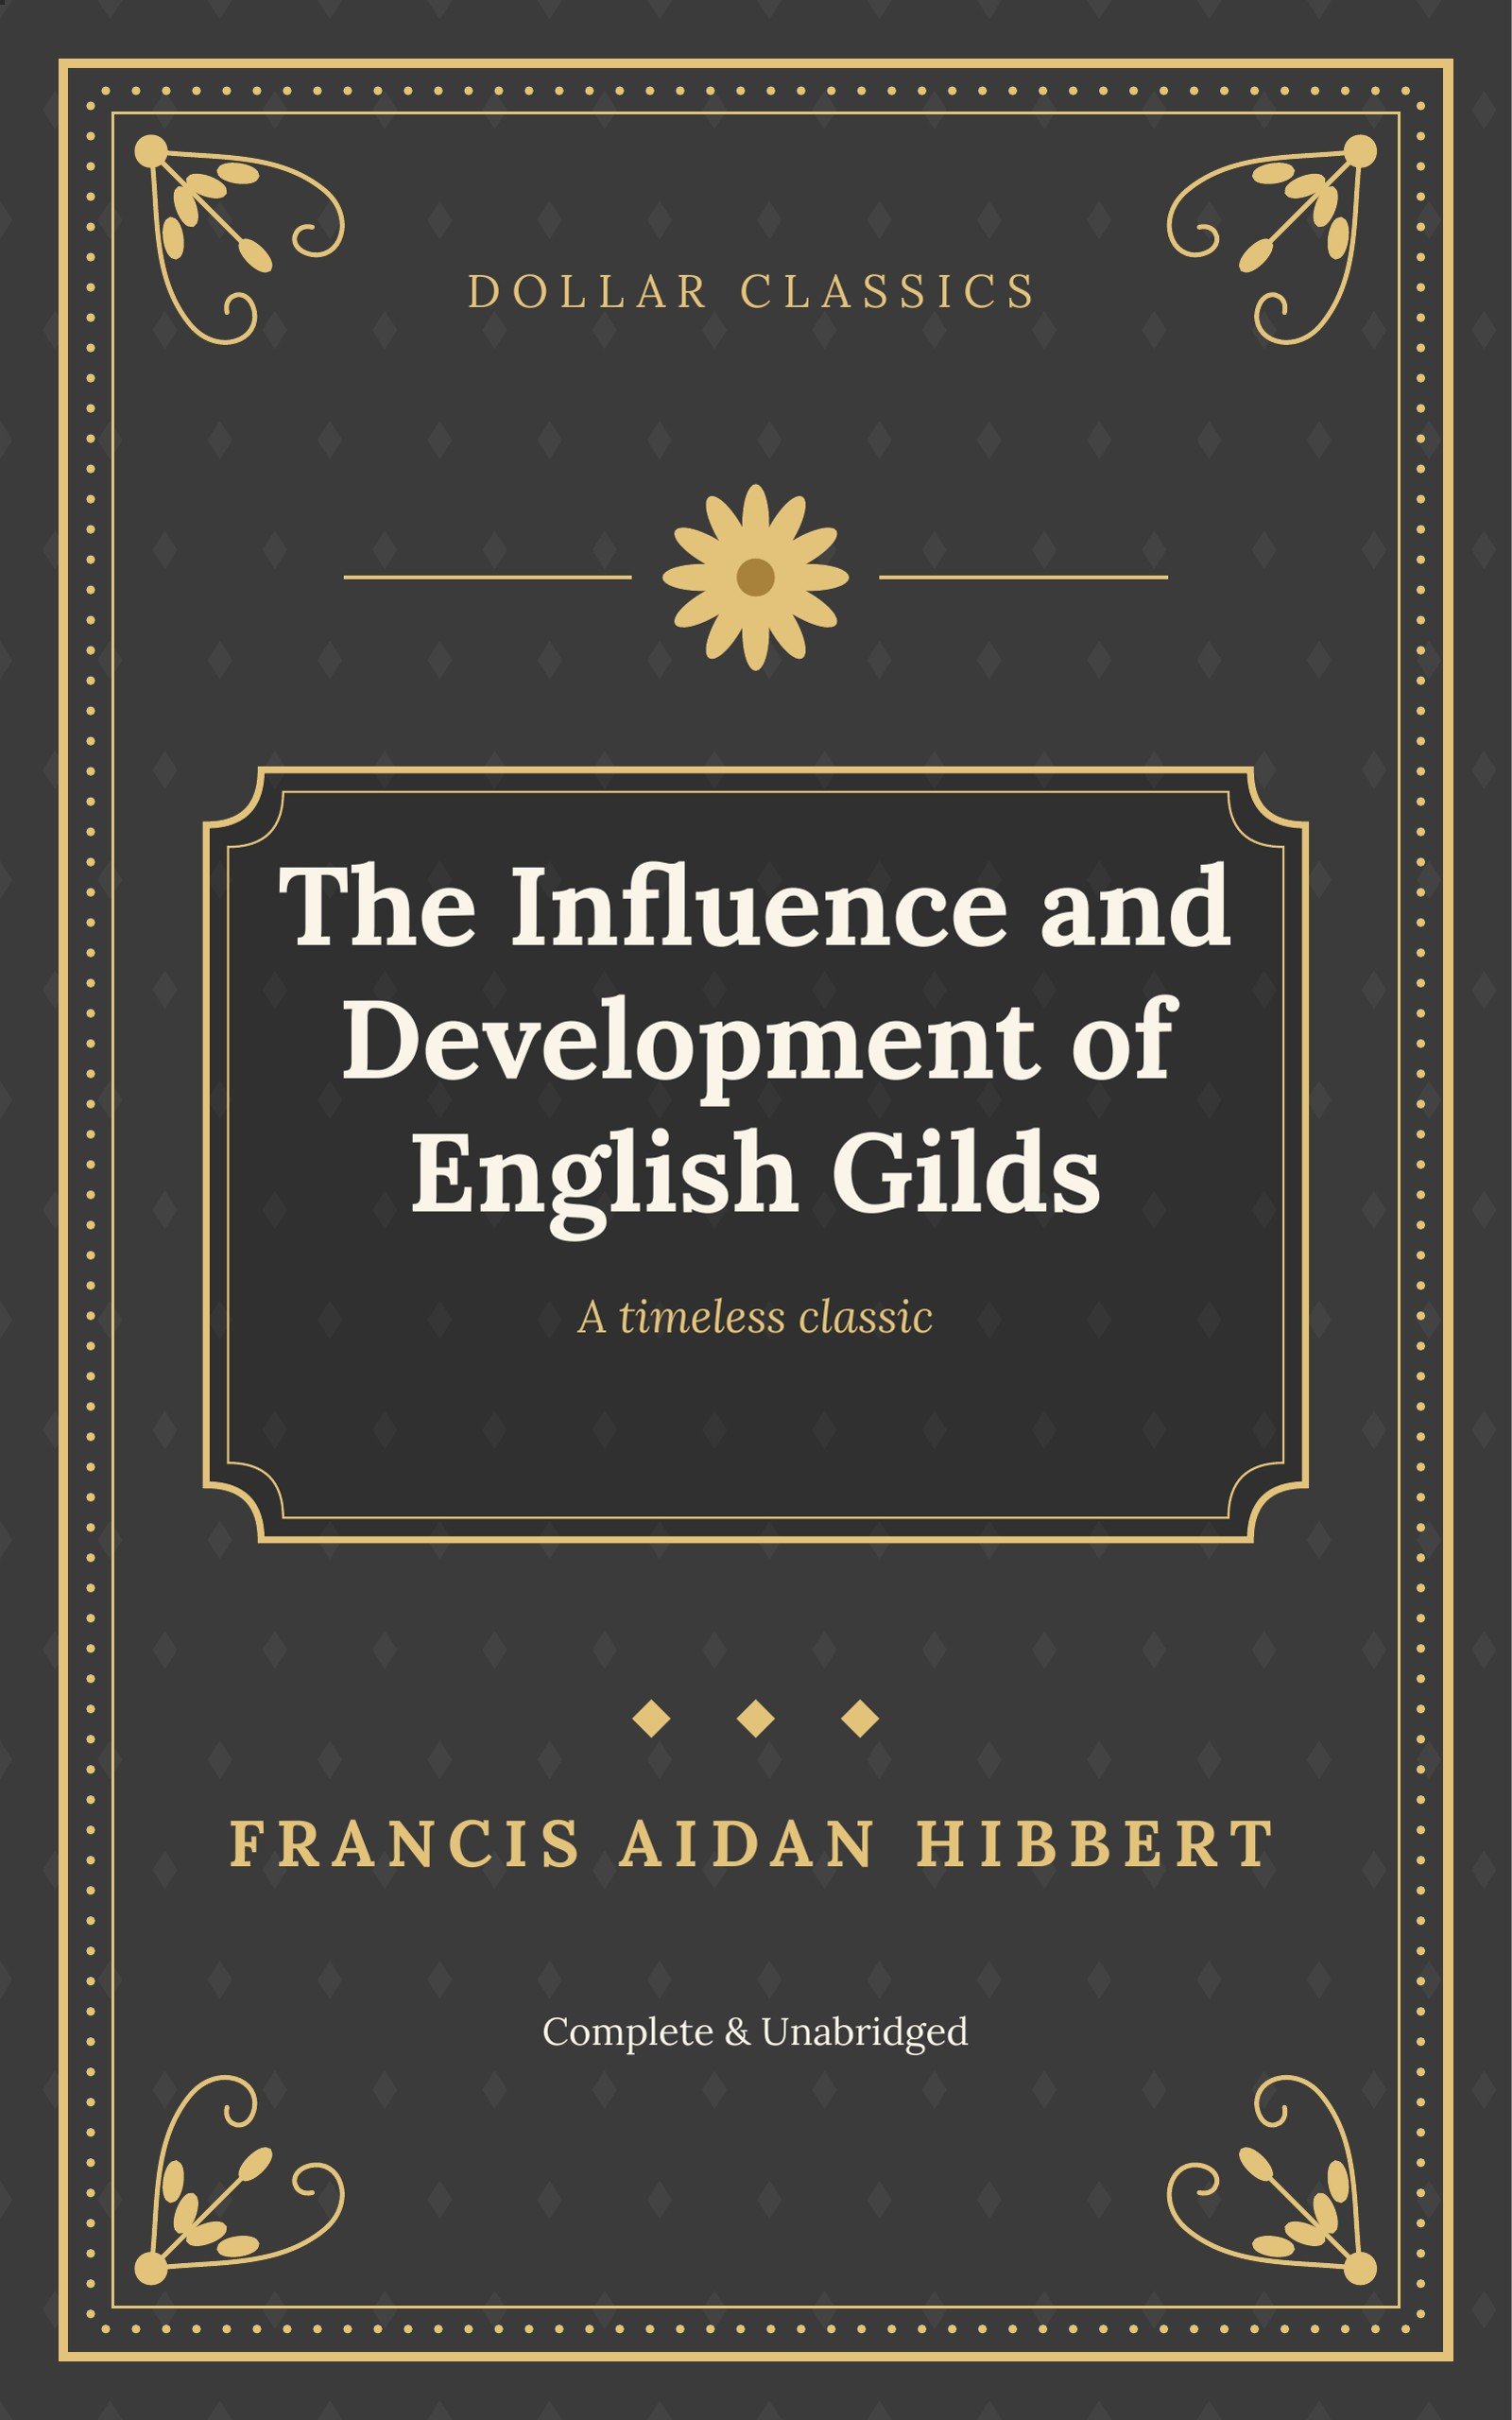 DOLLAR CLASSICS
The Influence and
Development of
English Gilds
A timeless classic
FRANCIS AIDAN HIBBERT
Complete & Unabridged